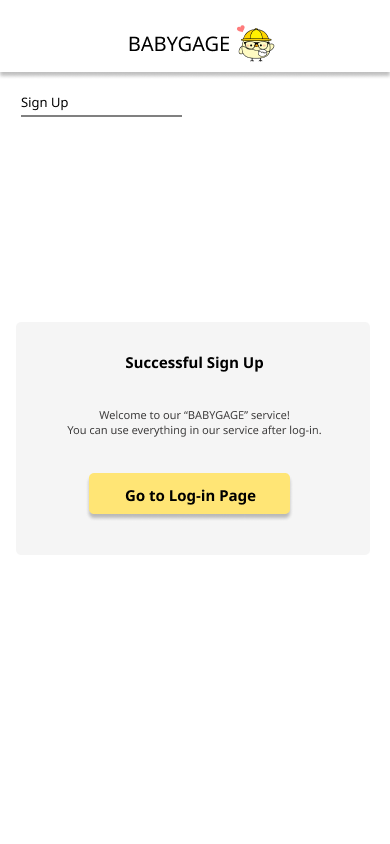 BABYGAGE
Sign Up
Successful Sign Up
Welcome to our “BABYGAGE” service!
You can use everything in our service after log-in.
Go to Log-in Page